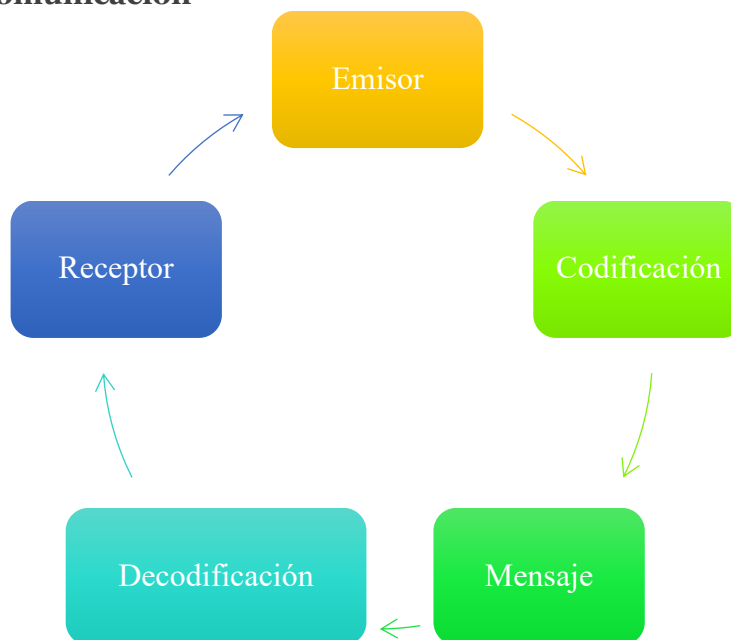 Emisor
Codificación
Mensaje
Decodificación
Receptor